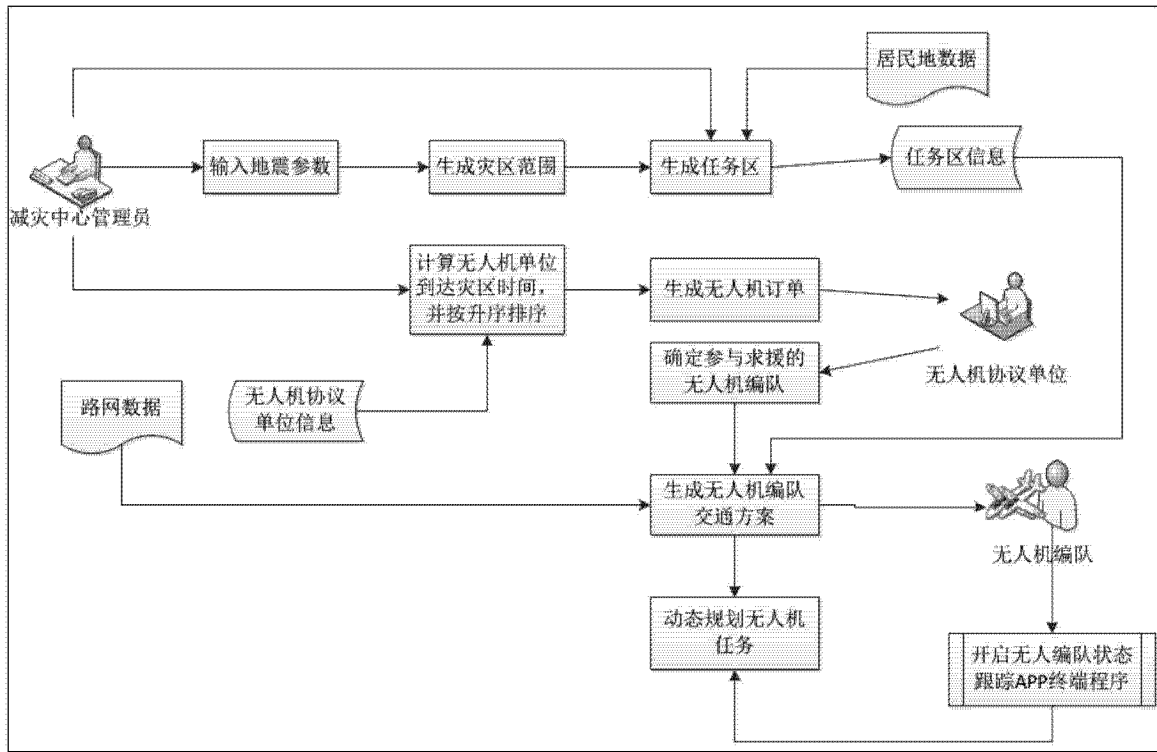 居民地数据
输入地震参数
生成灾区范围
生成任务区
任务区信息
减灾中心管理员
计算无人机单位
到达灾区时间,
并按升序排序
生成无人机订单
无人机协议单位
确定参与求援的
无人机编队
路网数据
无人机协议
单位信息
生成无人机编队
交通方案
无人机编队
动态规划无人机
任务
开启无人编队状态
跟踪APP终端程序